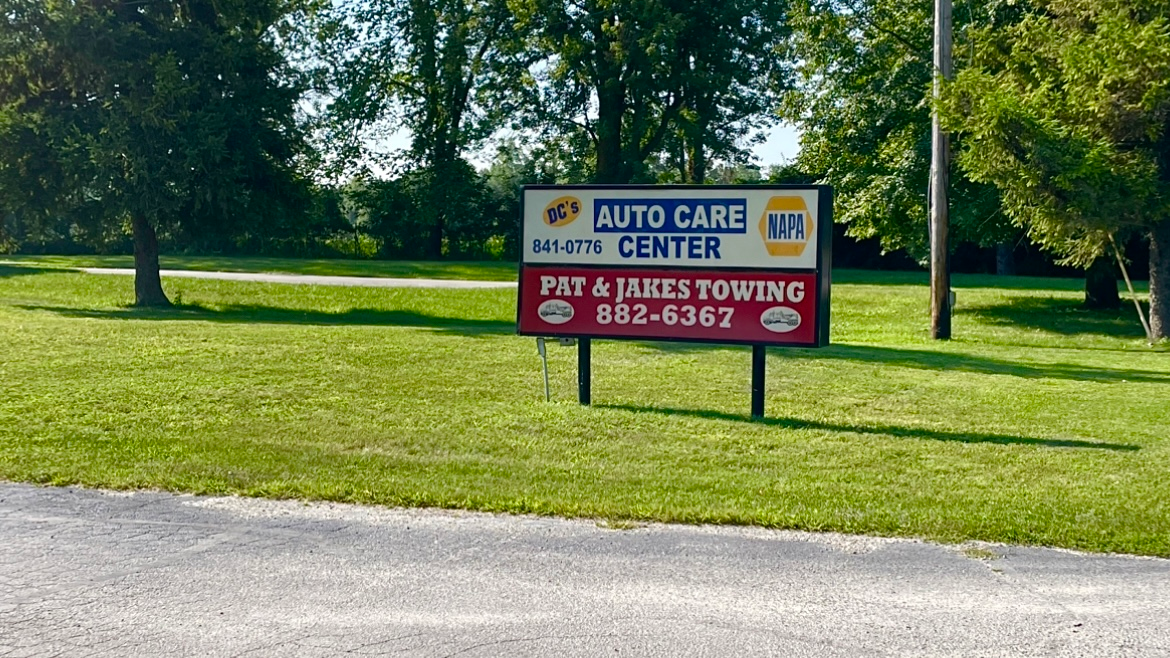 DC's
AUTO CARE
841-0776
CENTER
NAPA
PAT & JAKES TOWING
882-6367